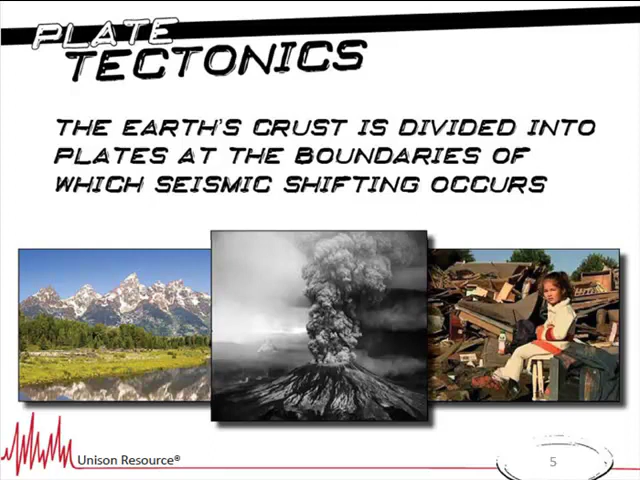 PLATE
TECTONICS
THE EARTH'S CRUST IS DIVIDED INTO
PLATES AT THE BOUNDARIES OF
WHICH SEISMIC SHIFTING OCCURS
Unison Resource®
5